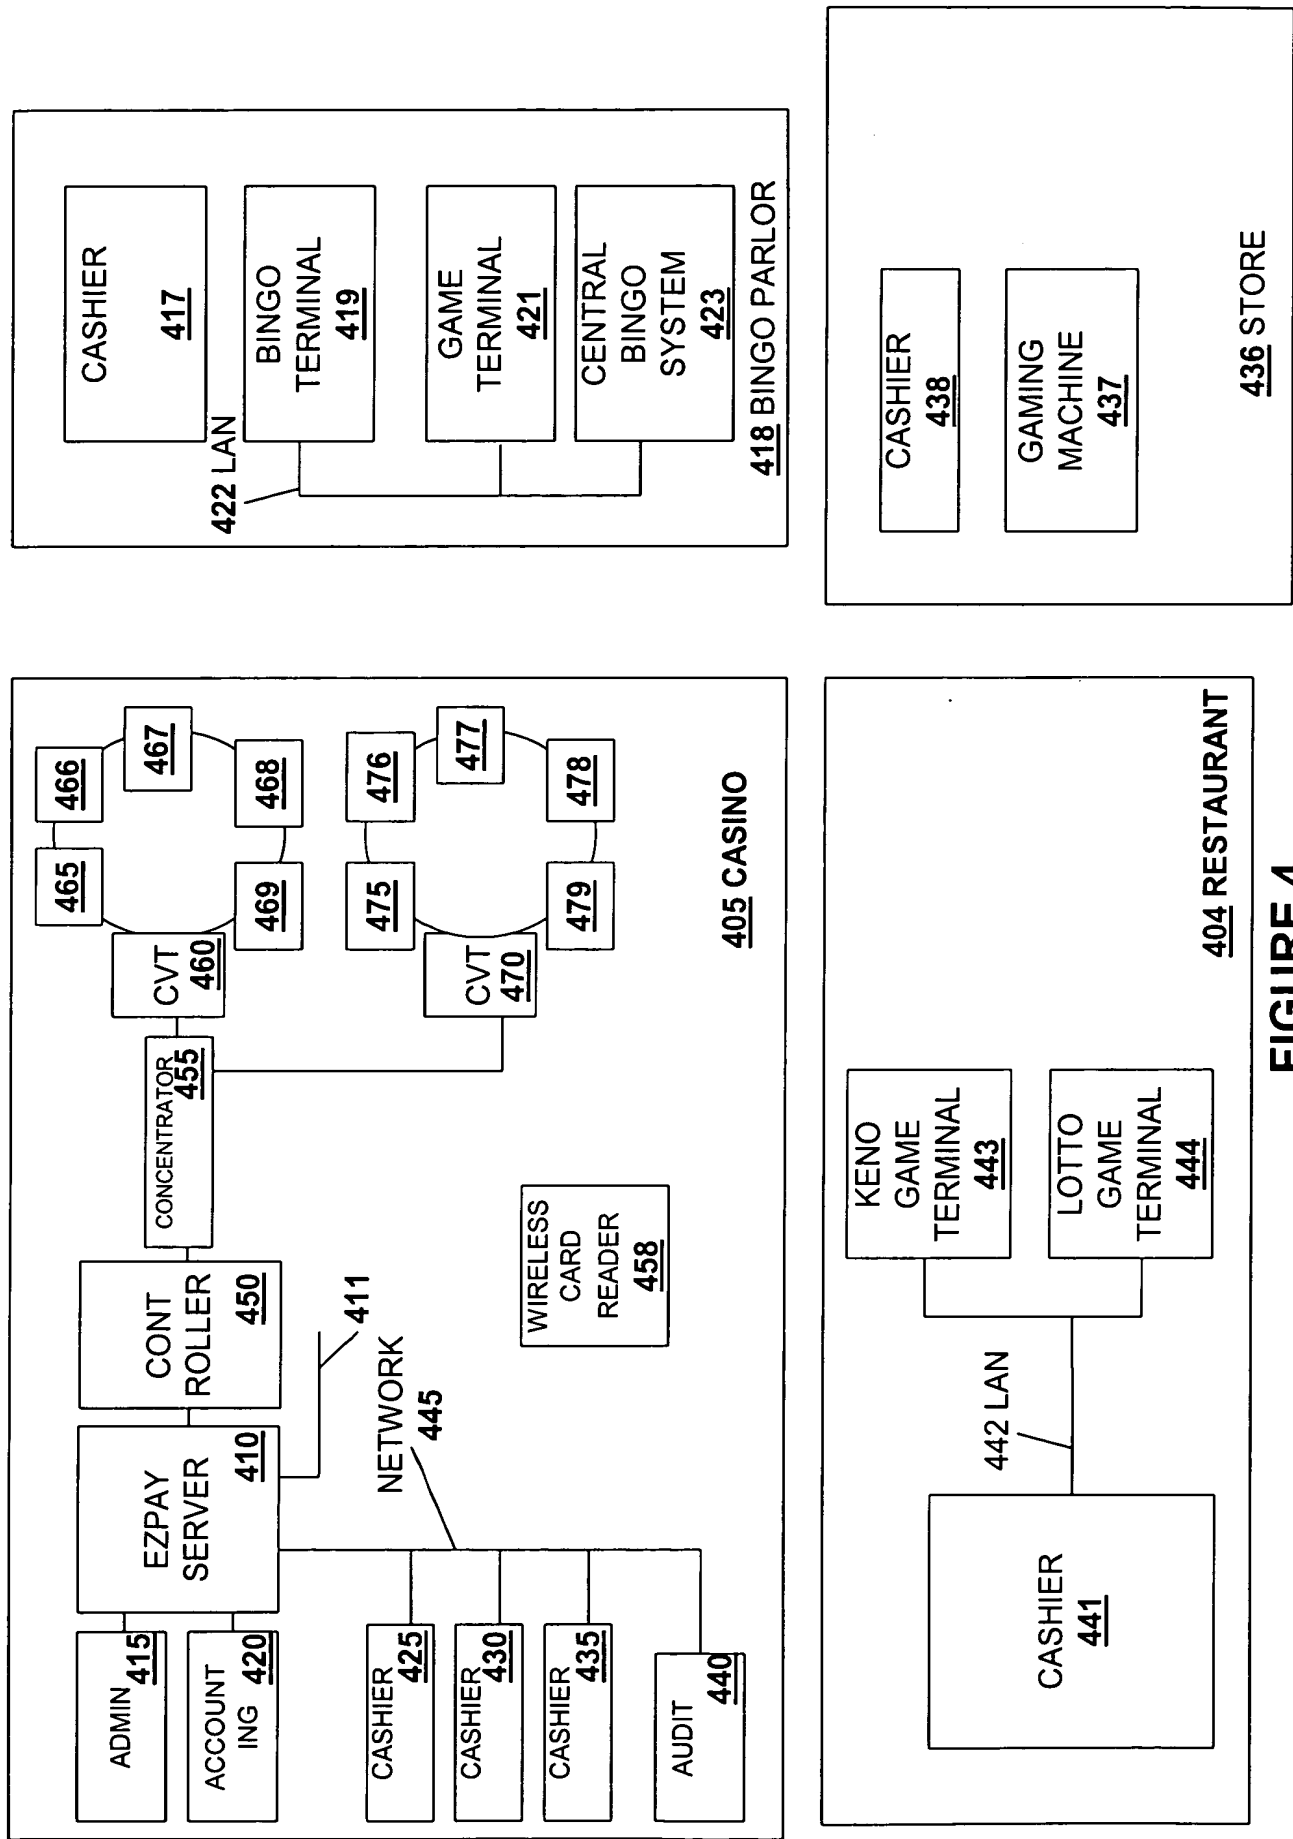 ADMIN
415
ACCOUNT
ING
420
EZPAY
SERVER
410
CONT
ROLLER
450
CONCENTRATOR
455
CVT
460
465
466
467
468
469
CVT
470
475
476
477
478
479
CASHIER
425
CASHIER
430
CASHIER
435
AUDIT
440
NETWORK
445
411
WIRELESS
CARD
READER
458
405 CASINO
CASHIER
417
422 LAN
BINGO
TERMINAL
419
GAME
TERMINAL
421
CENTRAL
BINGO
SYSTEM
423
418 BINGO PARLOR
CASHIER
441
442 LAN
KENO
GAME
TERMINAL
443
LOTTO
GAME
TERMINAL
444
404 RESTAURANT
CASHIER
438
GAMING
MACHINE
437
436 STORE
FIGURE 4